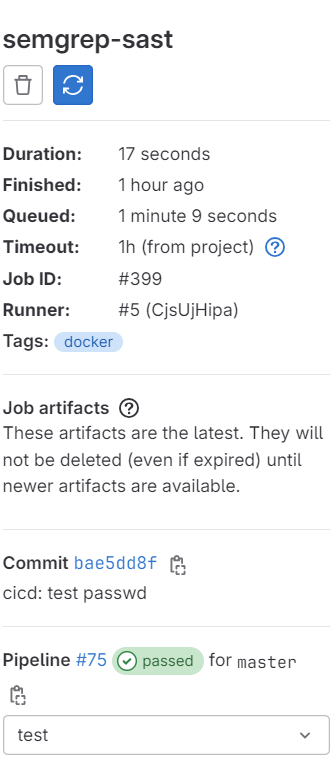 semgrep-sast
Duration: 17 seconds
Finished: 1 hour ago
Queued: 1 minute 9 seconds
Timeout: 1h (from project) ?
Job ID: #399
Runner: #5 (CjsUjHipa)
Tags: docker
Job artifacts ?
These artifacts are the latest. They will
not be deleted (even if expired) until
newer artifacts are available.
Commit bae5dd8f
cicd: test passwd
Pipeline #75 passed for master
test